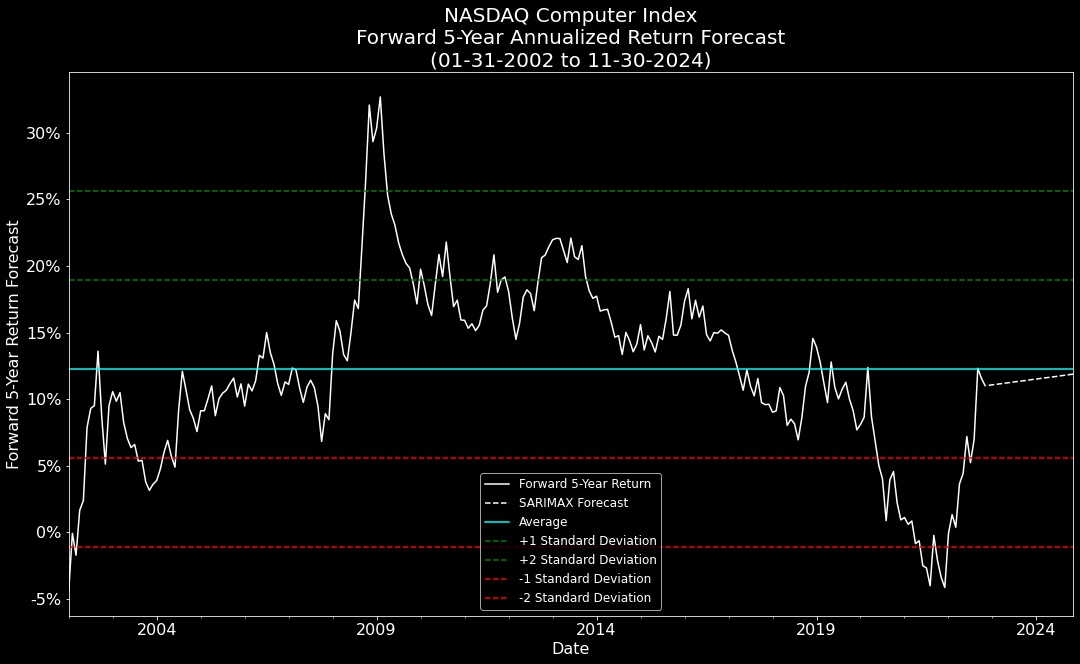 NASDAQ Computer Index
Forward 5-Year Annualized Return Forecast
(01-31-2002 to 11-30-2024)
Forward 5-Year Return Forecast
30%
25%
20%
15%
10%
5%
0%
-5%
Forward 5-Year Return
SARIMAX Forecast
Average
+1 Standard Deviation
+2 Standard Deviation
-1 Standard Deviation
-2 Standard Deviation
2004
2009
2014
2019
2024
Date